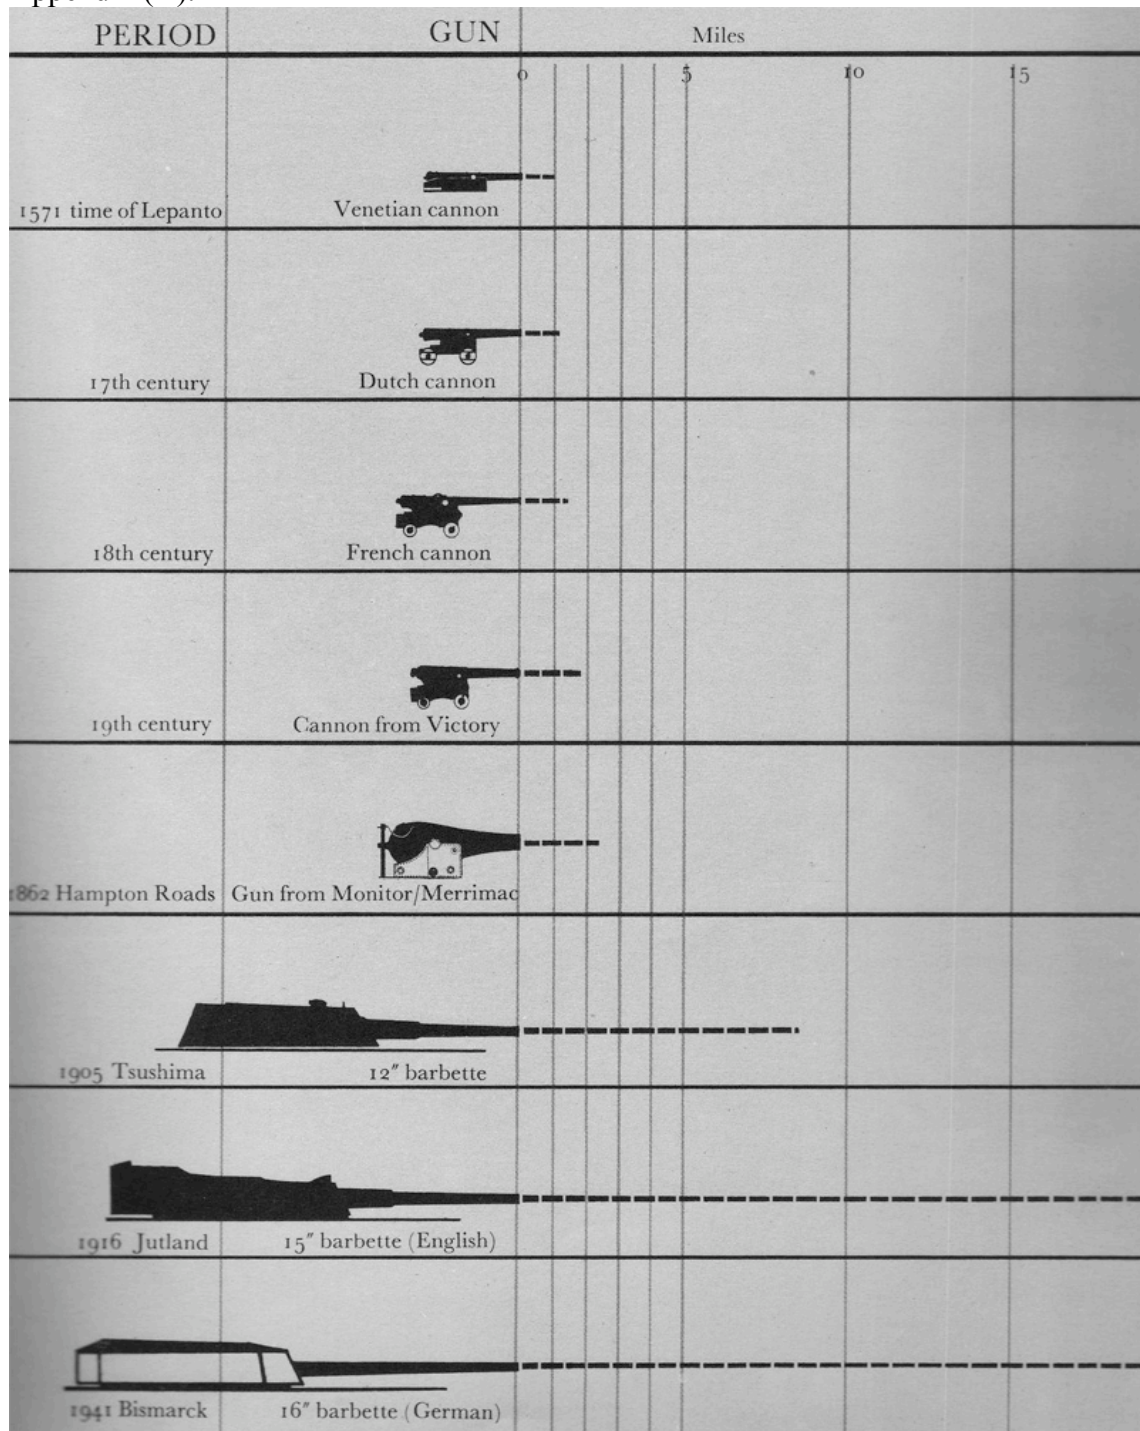 PERIOD GUN Miles
0 5 10 15
1571 time of Lepanto Venetian cannon
17th century Dutch cannon
18th century French cannon
19th century Cannon from Victory
1862 Hampton Roads Gun from Monitor/Merrimac
1905 Tsushima 12″ barbette
1916 Jutland 15″ barbette (English)
1941 Bismarck 16″ barbette (German)